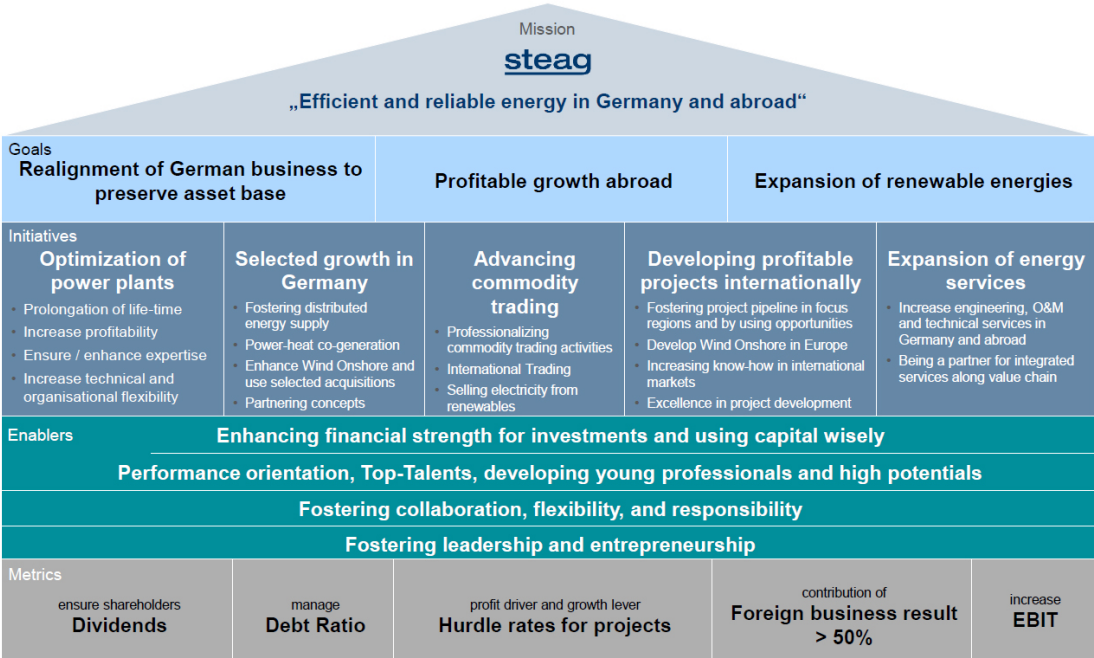 Mission
steag
„Efficient and reliable energy in Germany and abroad“
Goals
Realignment of German business to
preserve asset base
Profitable growth abroad
Expansion of renewable energies
Initiatives
Optimization of
power plants
• Prolongation of life-time
• Increase profitability
• Ensure / enhance expertise
• Increase technical and
organisational flexibility
Selected growth in
Germany
• Fostering distributed
energy supply
• Power-heat co-generation
• Enhance Wind Onshore and
use selected acquisitions
• Partnering concepts
Advancing
commodity
trading
• Professionalizing
commodity trading activities
• International Trading
• Selling electricity from
renewables
Developing profitable
projects internationally
• Fostering project pipeline in focus
regions and by using opportunities
• Develop Wind Onshore in Europe
• Increasing know-how in international
markets
• Excellence in project development
Expansion of energy
services
• Increase engineering, O&M
and technical services in
Germany and abroad
• Being a partner for integrated
services along value chain
Enablers
Enhancing financial strength for investments and using capital wisely
Performance orientation, Top-Talents, developing young professionals and high potentials
Fostering collaboration, flexibility, and responsibility
Fostering leadership and entrepreneurship
Metrics
ensure shareholders
Dividends
manage
Debt Ratio
profit driver and growth lever
Hurdle rates for projects
contribution of
Foreign business result
> 50%
increase
EBIT